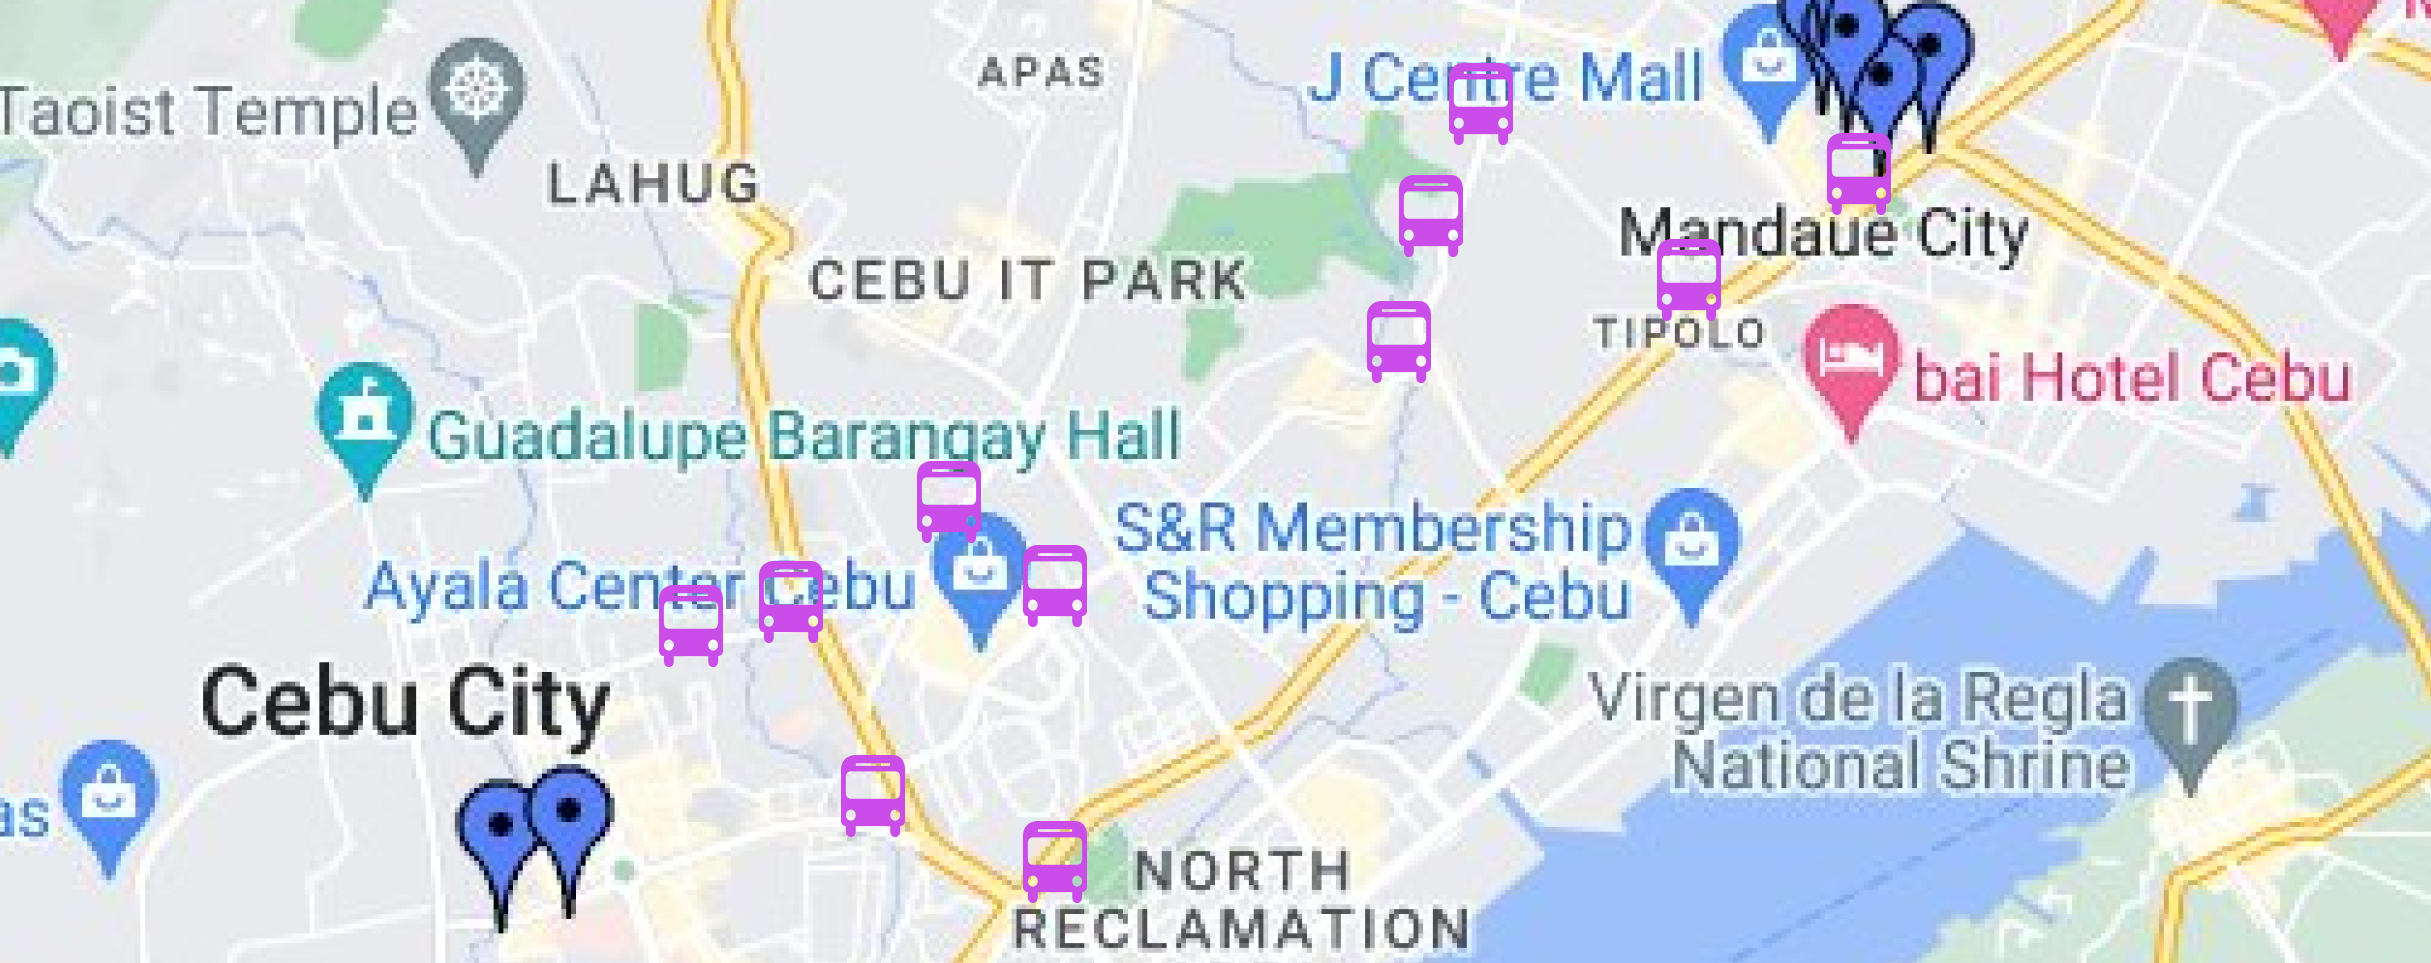 APAS
J Centre Mall
Taoist Temple
LAHUG
Mandaue City
CEBU IT PARK
TIPOLO
bai Hotel Cebu
Guadalupe Barangay Hall
S&R Membership
Shopping - Cebu
Ayala Center Cebu
Cebu City
Virgen de la Regla
National Shrine
as
NORTH
RECLAMATION